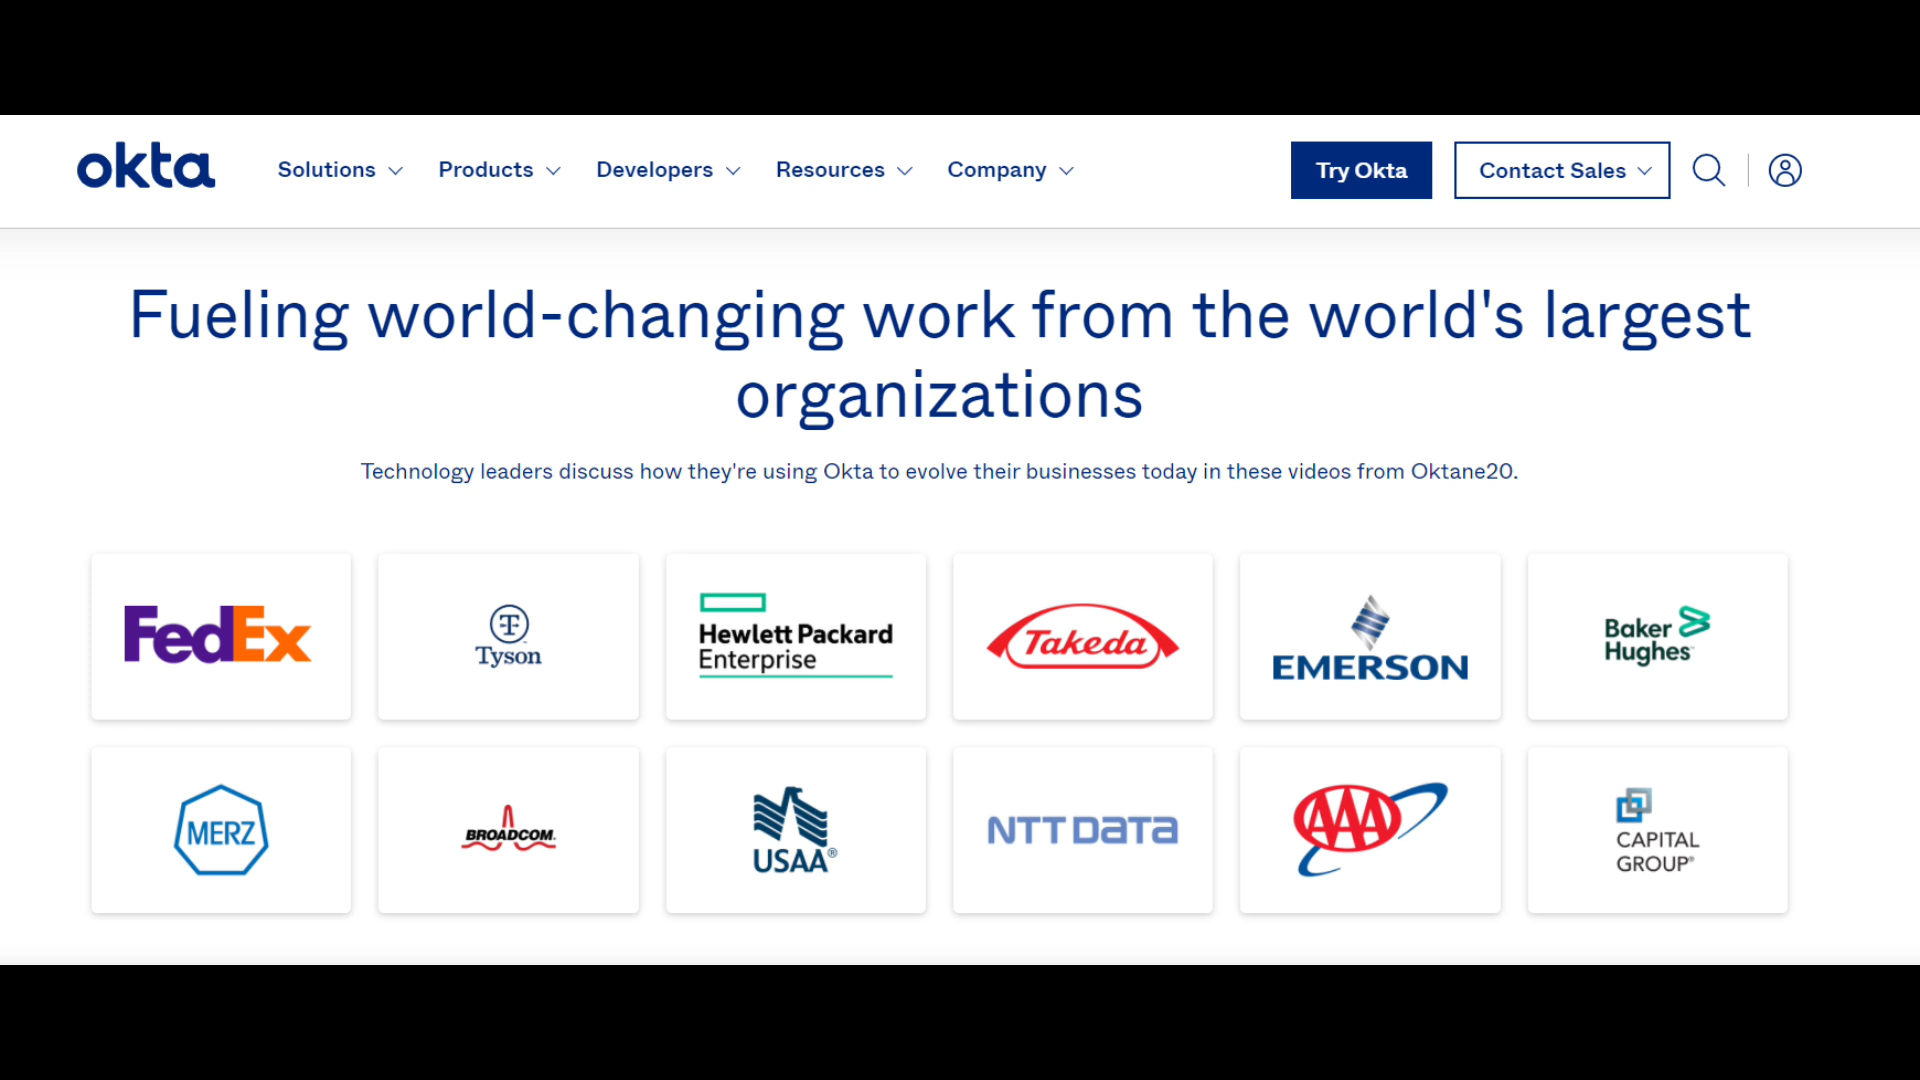 okta
Solutions
Products
Developers
Resources
Company
Try Okta
Contact Sales
Fueling world-changing work from the world's largest
organizations
Technology leaders discuss how they're using Okta to evolve their businesses today in these videos from Oktane20.
FedEx
T
Tyson
Hewlett Packard
Enterprise
Takeda
EMERSON
Baker
Hughes
MERZ
BROADCOM.
USAA®
NTT DATA
AAA
CAPITAL
GROUP®